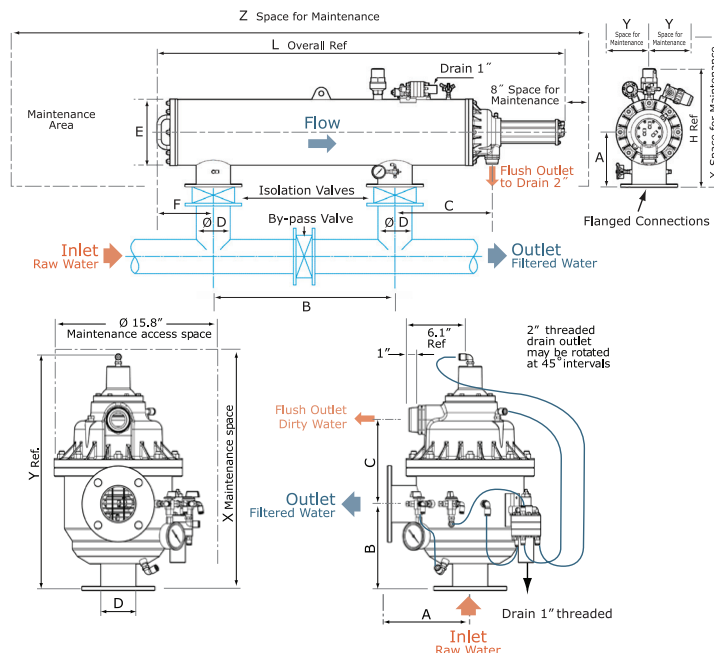 Z Space for Maintenance
L Overall Ref
Drain 1"
8" Space for
Maintenance
Maintenance
Area
E
Flow
Flush Outlet
to Drain 2"
Isolation Valves
By-pass Valve
F
Ø D
Ø D
C
Inlet
Raw Water
Outlet
Filtered Water
B
Y
Space for
Maintenance
Y
Space for
Maintenance
A
H Ref
X Space for Maintenance
Flanged Connections
Ø 15.8"
Maintenance access space
Y Ref.
X Maintenance space
D
6.1"
Ref
1"
2" threaded
drain outlet
may be rotated
at 45° intervals
Flush Outlet
Dirty Water
C
Outlet
Filtered Water
B
A
Drain 1" threaded
Inlet
Raw Water